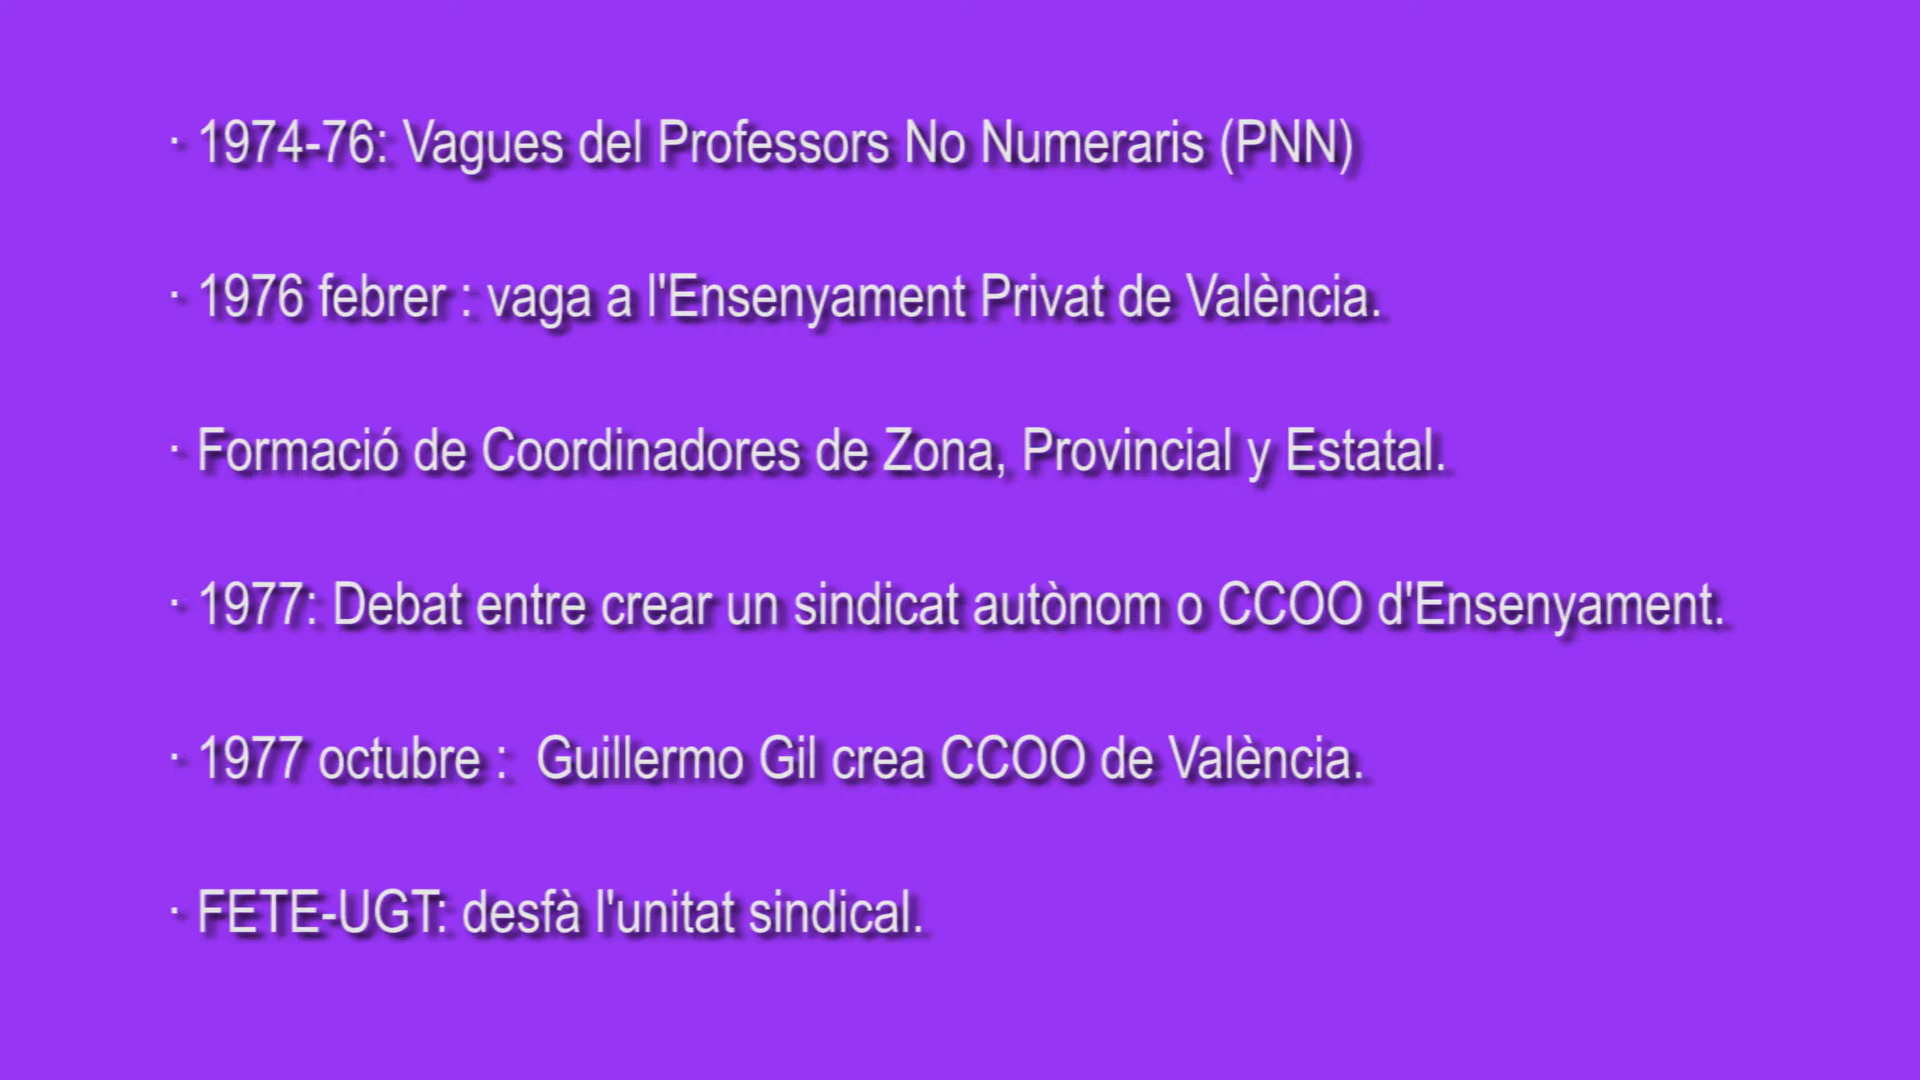 · 1974-76: Vagues del Professors No Numeraris (PNN)
· 1976 febrer : vaga a l'Ensenyament Privat de València.
· Formació de Coordinadores de Zona, Provincial y Estatal.
· 1977: Debat entre crear un sindicat autònom o CCOO d'Ensenyament.
· 1977 octubre :  Guillermo Gil crea CCOO de València.
· FETE-UGT: desfà l'unitat sindical.